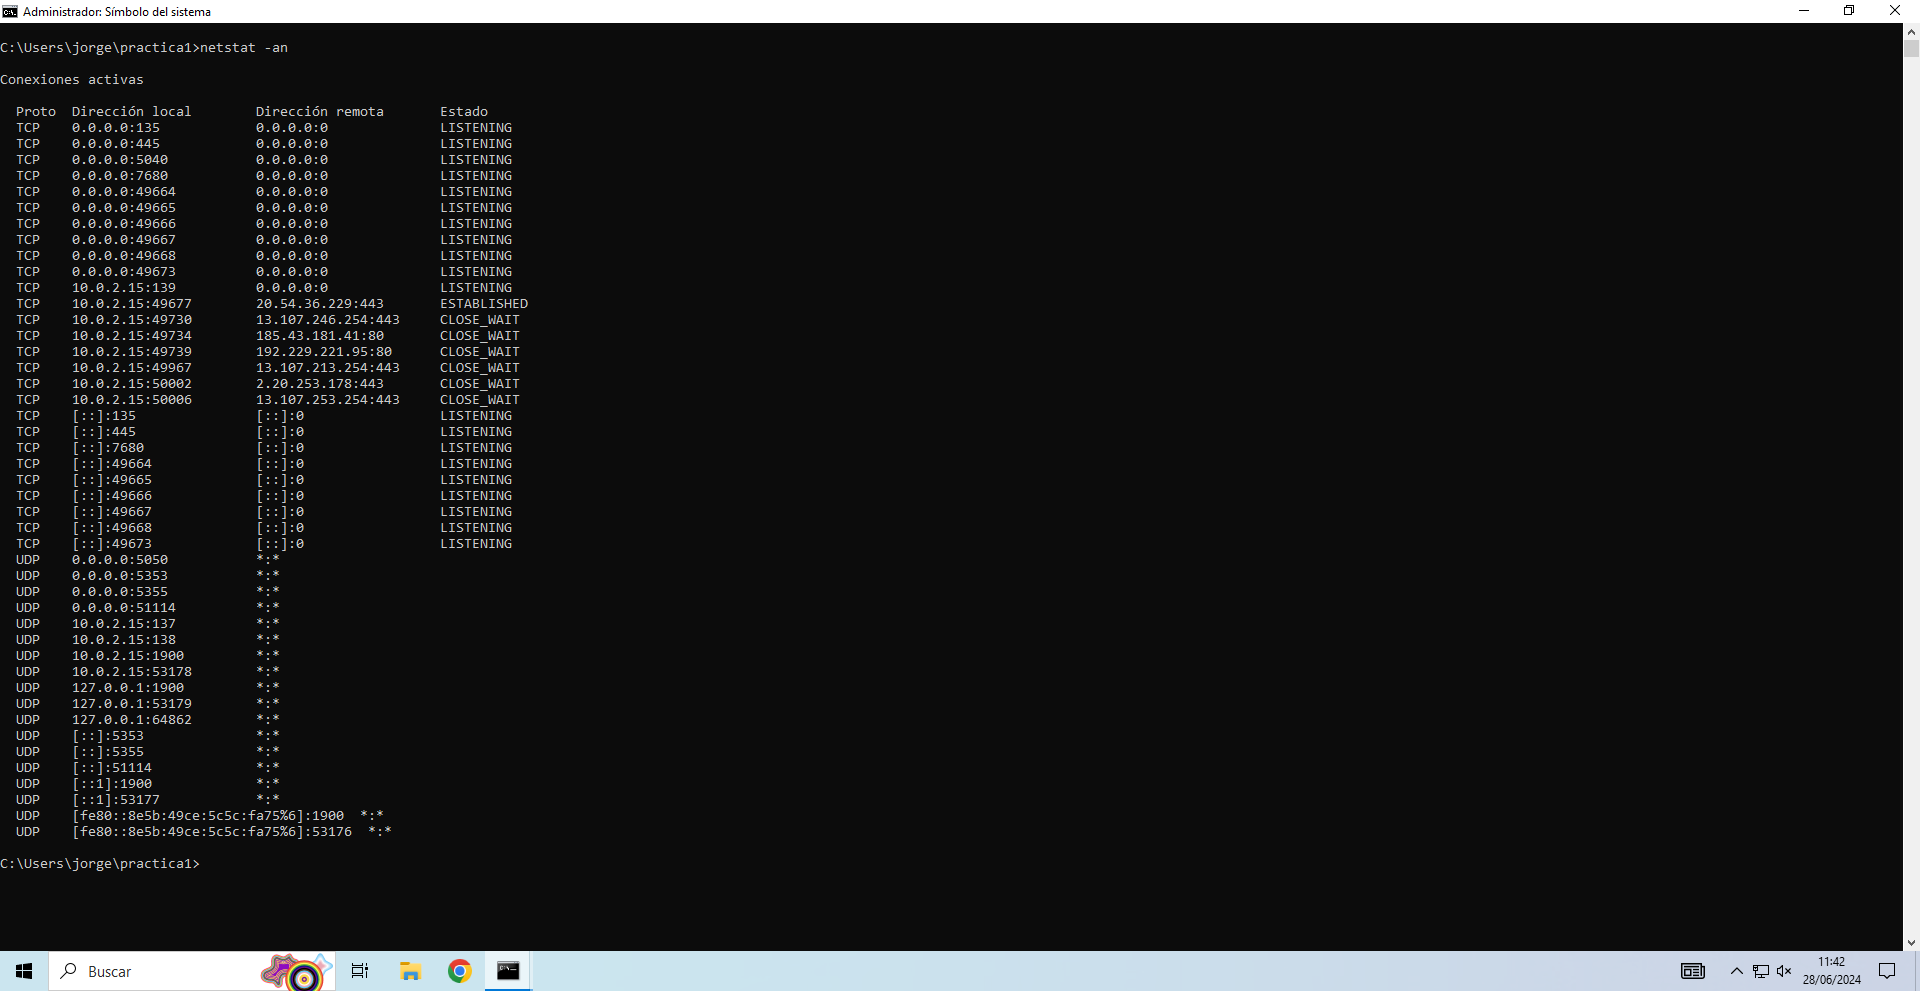 Administrador: Símbolo del sistema
C:\Users\jorge\practica1>netstat -an
Conexiones activas
Proto  Dirección local        Dirección remota       Estado
TCP    0.0.0.0:135            0.0.0.0:0              LISTENING
TCP    0.0.0.0:445            0.0.0.0:0              LISTENING
TCP    0.0.0.0:5040           0.0.0.0:0              LISTENING
TCP    0.0.0.0:7680           0.0.0.0:0              LISTENING
TCP    0.0.0.0:49664          0.0.0.0:0              LISTENING
TCP    0.0.0.0:49665          0.0.0.0:0              LISTENING
TCP    0.0.0.0:49666          0.0.0.0:0              LISTENING
TCP    0.0.0.0:49667          0.0.0.0:0              LISTENING
TCP    0.0.0.0:49668          0.0.0.0:0              LISTENING
TCP    0.0.0.0:49673          0.0.0.0:0              LISTENING
TCP    10.0.2.15:139          0.0.0.0:0              LISTENING
TCP    10.0.2.15:49677        20.54.36.229:443       ESTABLISHED
TCP    10.0.2.15:49730        13.107.246.254:443     CLOSE_WAIT
TCP    10.0.2.15:49734        185.43.181.41:80       CLOSE_WAIT
TCP    10.0.2.15:49739        192.229.221.95:80      CLOSE_WAIT
TCP    10.0.2.15:49967        13.107.213.254:443     CLOSE_WAIT
TCP    10.0.2.15:50002        2.20.253.178:443       CLOSE_WAIT
TCP    10.0.2.15:50006        13.107.253.254:443     CLOSE_WAIT
TCP    [::]:135               [::]:0                 LISTENING
TCP    [::]:445               [::]:0                 LISTENING
TCP    [::]:7680              [::]:0                 LISTENING
TCP    [::]:49664             [::]:0                 LISTENING
TCP    [::]:49665             [::]:0                 LISTENING
TCP    [::]:49666             [::]:0                 LISTENING
TCP    [::]:49667             [::]:0                 LISTENING
TCP    [::]:49668             [::]:0                 LISTENING
TCP    [::]:49673             [::]:0                 LISTENING
UDP    0.0.0.0:5050           *:*
UDP    0.0.0.0:5353           *:*
UDP    0.0.0.0:5355           *:*
UDP    0.0.0.0:51114          *:*
UDP    10.0.2.15:137          *:*
UDP    10.0.2.15:138          *:*
UDP    10.0.2.15:1900         *:*
UDP    10.0.2.15:53178        *:*
UDP    127.0.0.1:1900         *:*
UDP    127.0.0.1:53179        *:*
UDP    127.0.0.1:64862        *:*
UDP    [::]:5353              *:*
UDP    [::]:5355              *:*
UDP    [::]:51114             *:*
UDP    [::1]:1900             *:*
UDP    [::1]:53177            *:*
UDP    [fe80::8e5b:49ce:5c5c:fa75%6]:1900  *:*
UDP    [fe80::8e5b:49ce:5c5c:fa75%6]:53176  *:*
C:\Users\jorge\practica1>
Buscar
11:42
28/06/2024